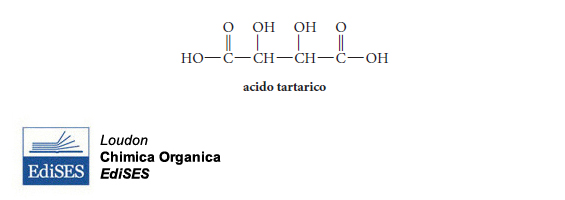 O OH OH O
HO—C—CH—CH—C—OH
acido tartarico
Loudon
Chimica Organica
EdiSES EdiSES